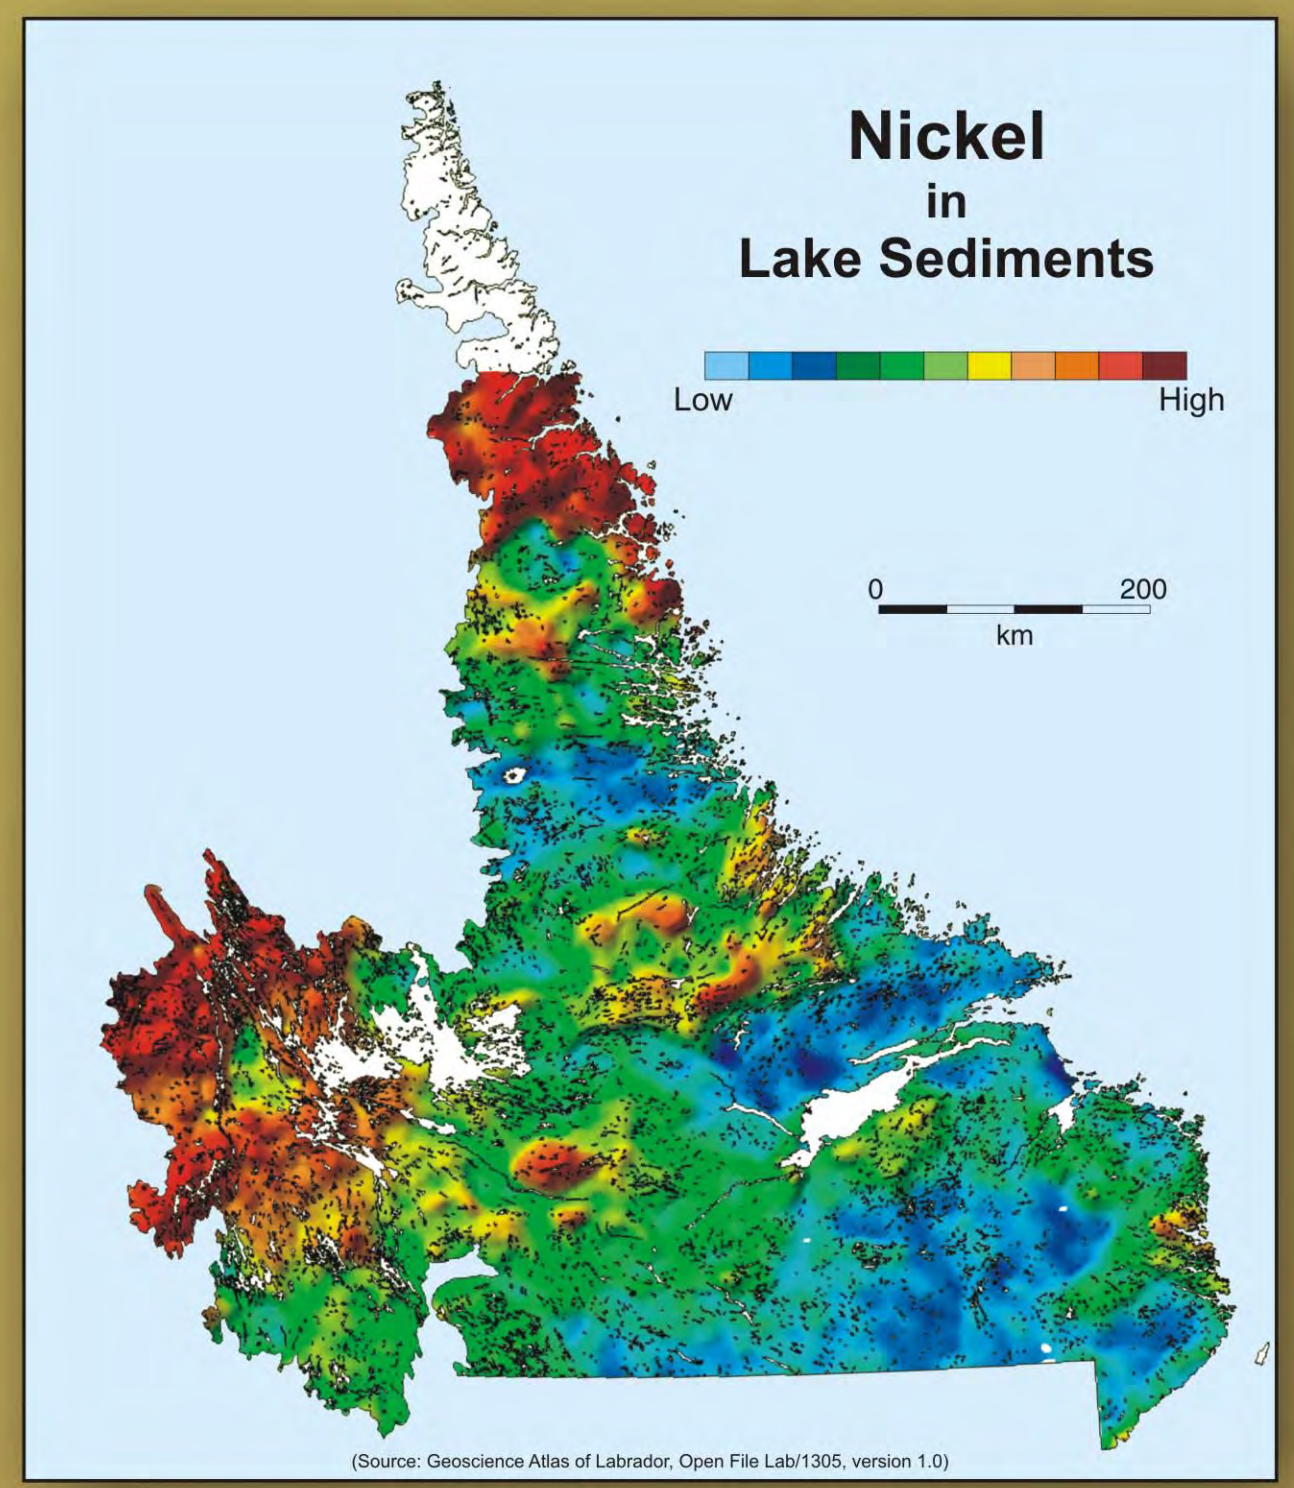 Nickel
in
Lake Sediments
Low High
0 200
km
(Source: Geoscience Atlas of Labrador, Open File Lab/1305, version 1.0)